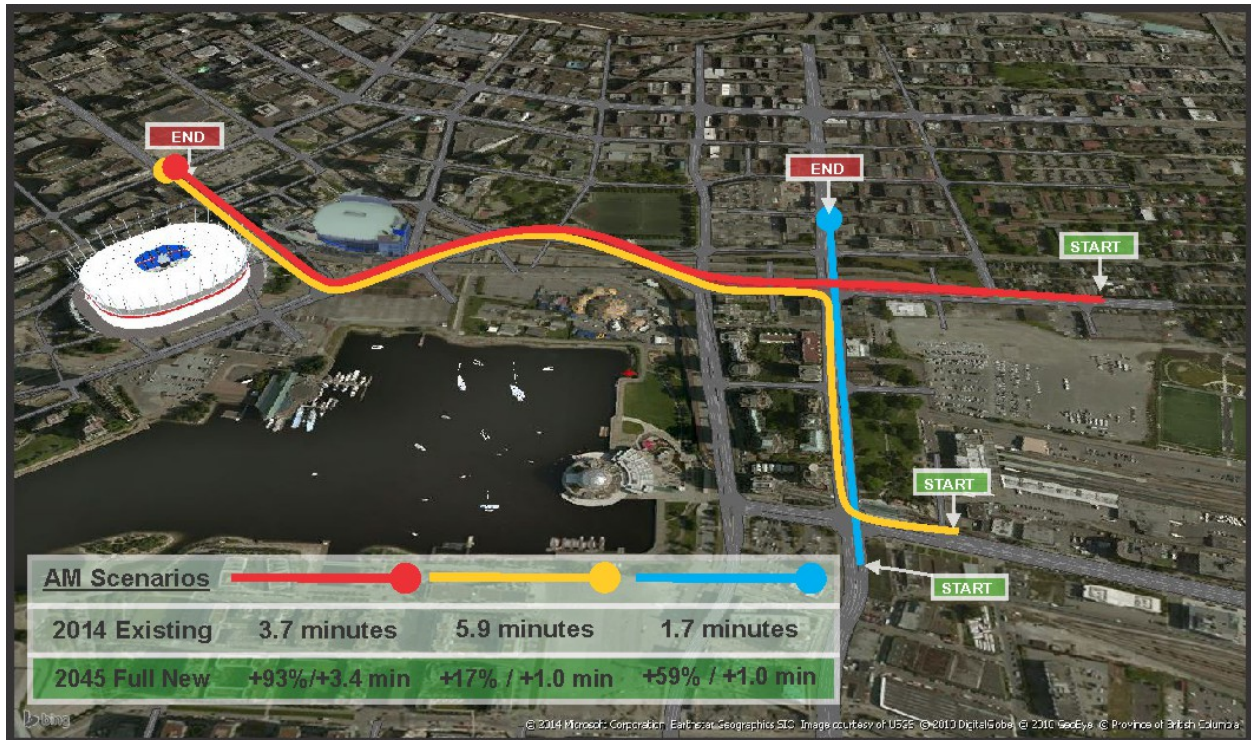 END
END
START
START
START
AM Scenarios
2014 Existing 3.7 minutes 5.9 minutes 1.7 minutes
2045 Full New +93%/+3.4 min +17% / +1.0 min +59% / +1.0 min
bing
© 2014 Microsoft Corporation Earthstar Geographics SIO Image courtesy of USGS © 2010 DigitalGlobe © 2010 GeoEye © Province of British Columbia